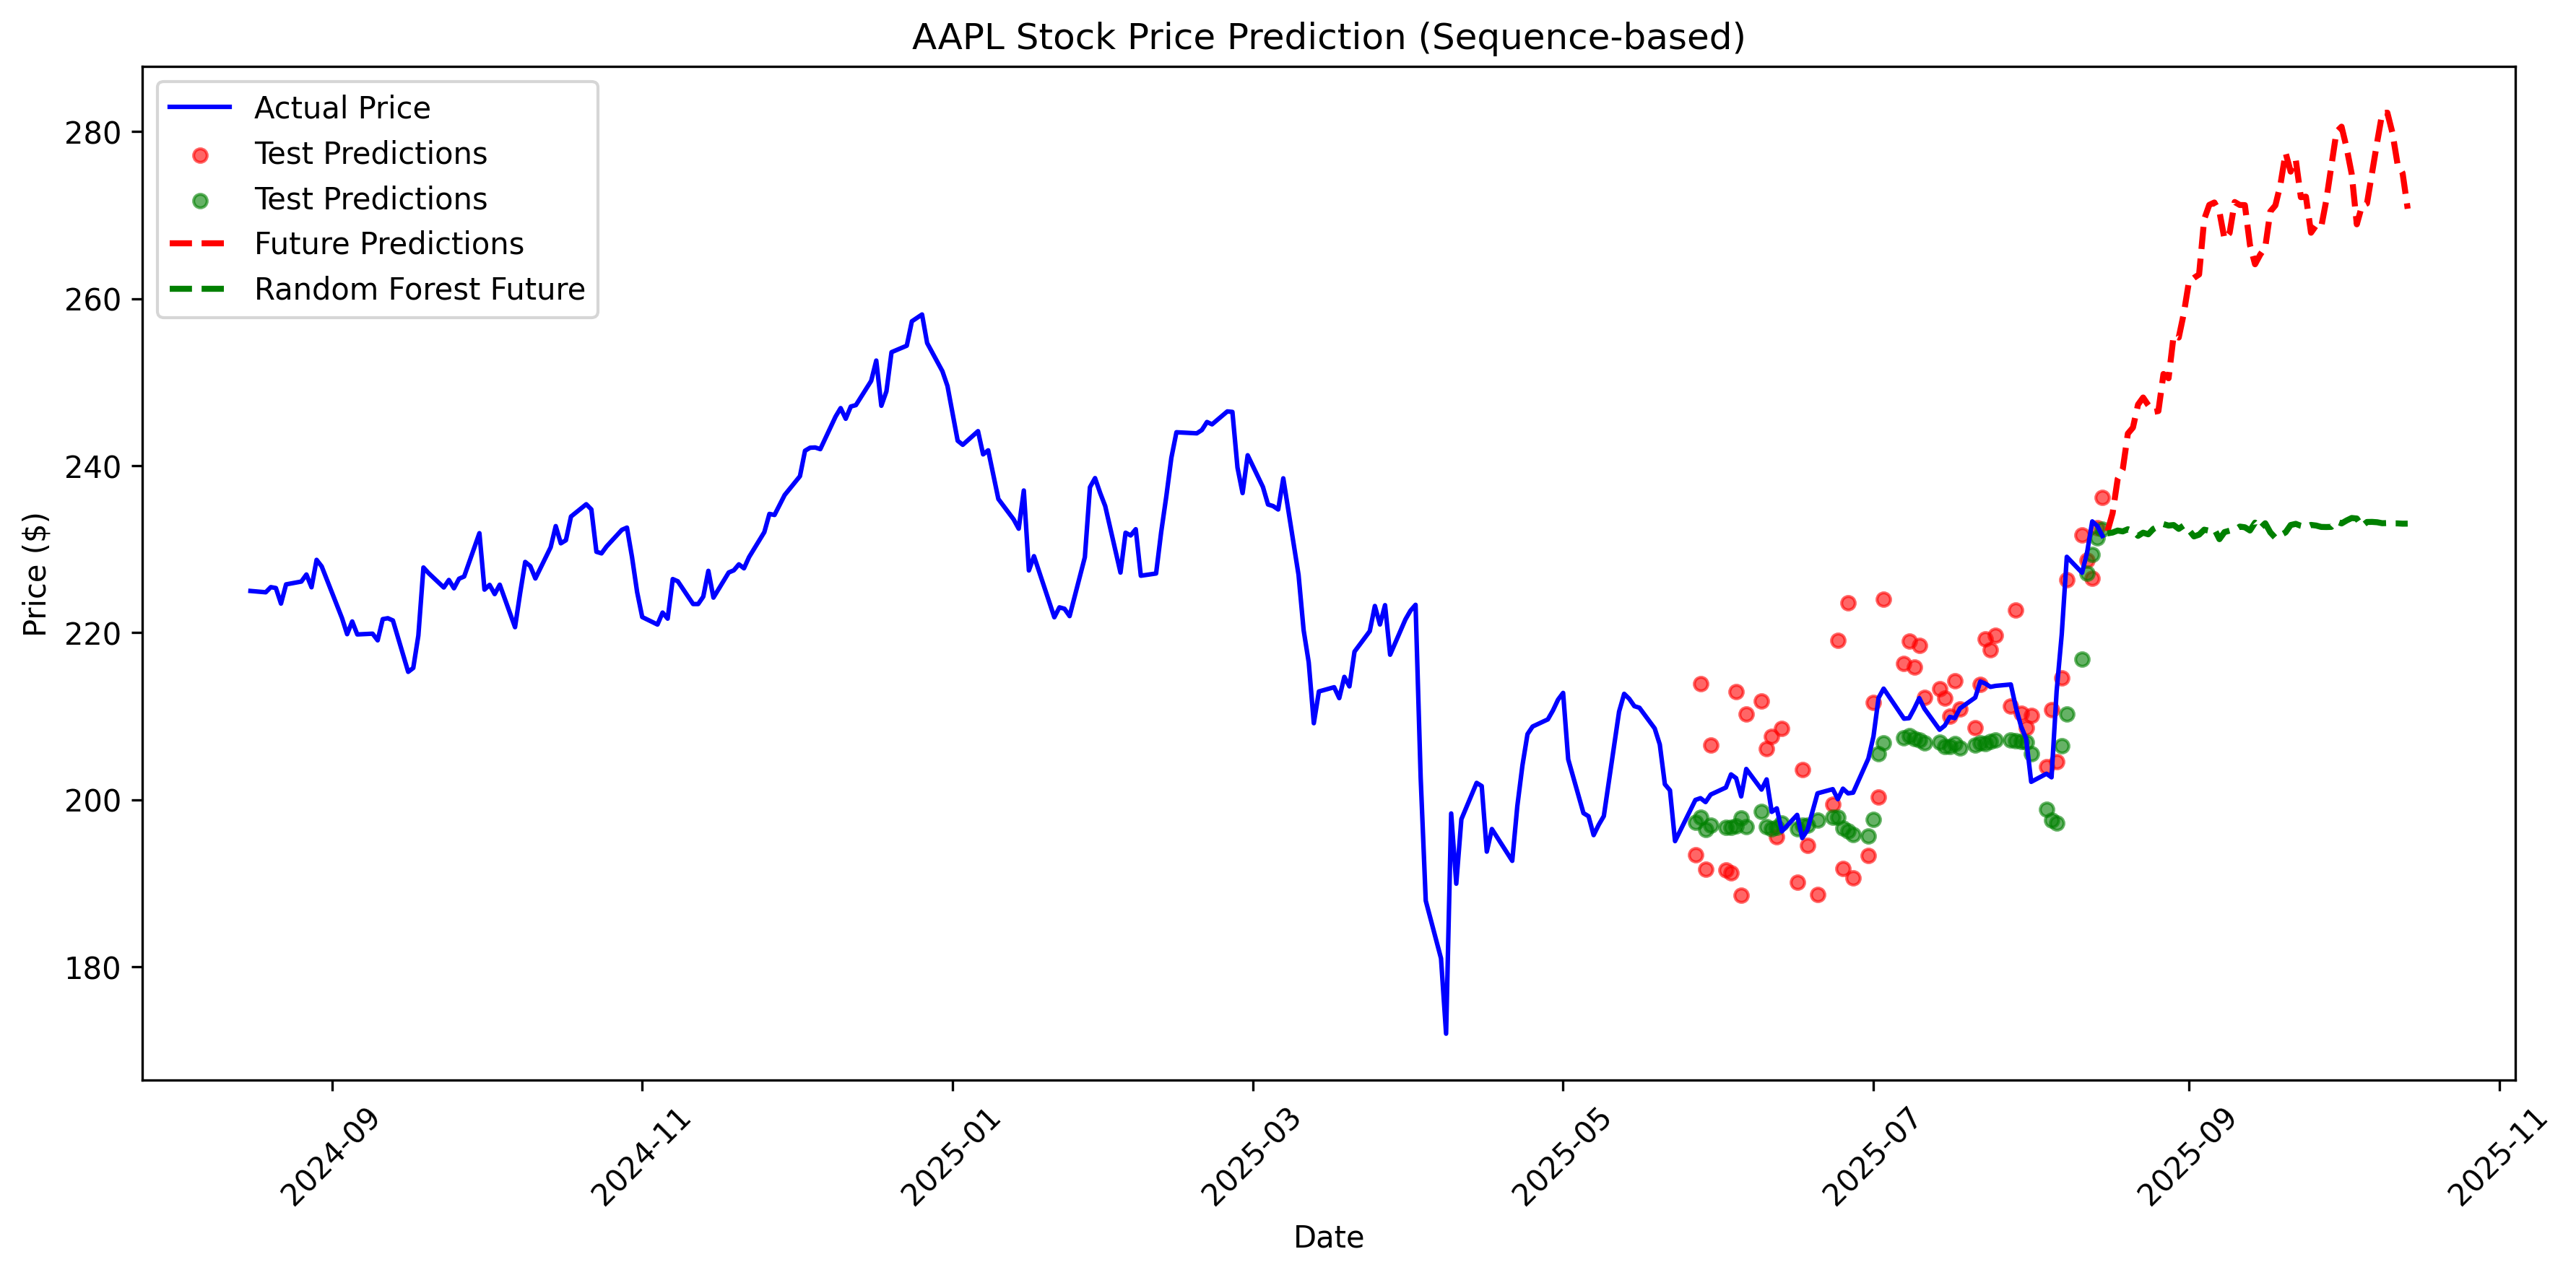 AAPL Stock Price Prediction (Sequence-based)
Actual Price
Test Predictions
Test Predictions
Future Predictions
Random Forest Future
280
260
240
220
200
180
Price ($)
2024-09
2024-11
2025-01
2025-03
2025-05
2025-07
2025-09
2025-11
Date